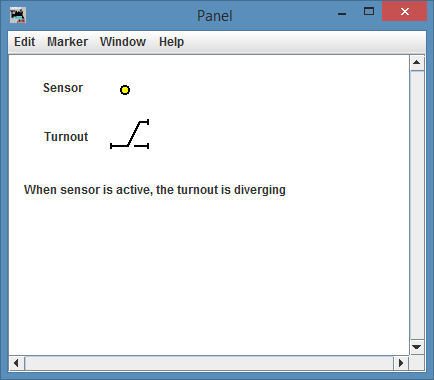 Panel
Edit Marker Window Help
Sensor
Turnout
When sensor is active, the turnout is diverging